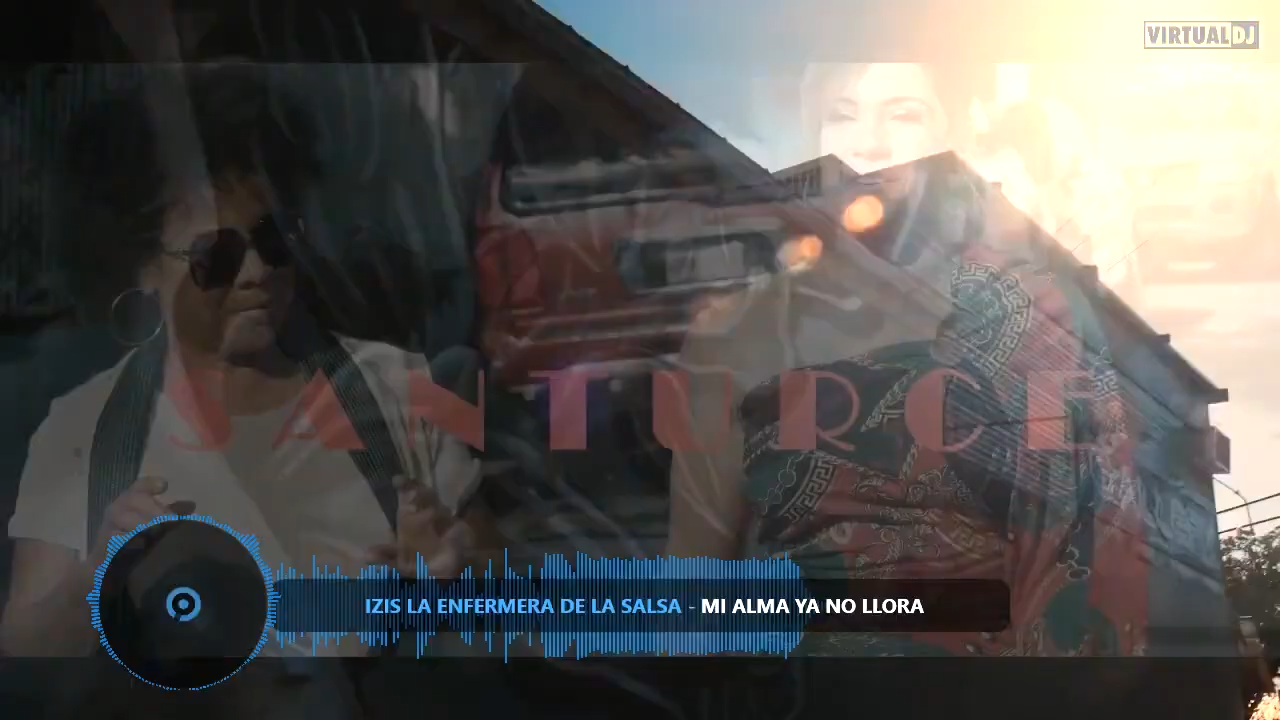 VIRTUALDJ
SANTURCE
IZIS LA ENFERMERA DE LA SALSA - MI ALMA YA NO LLORA